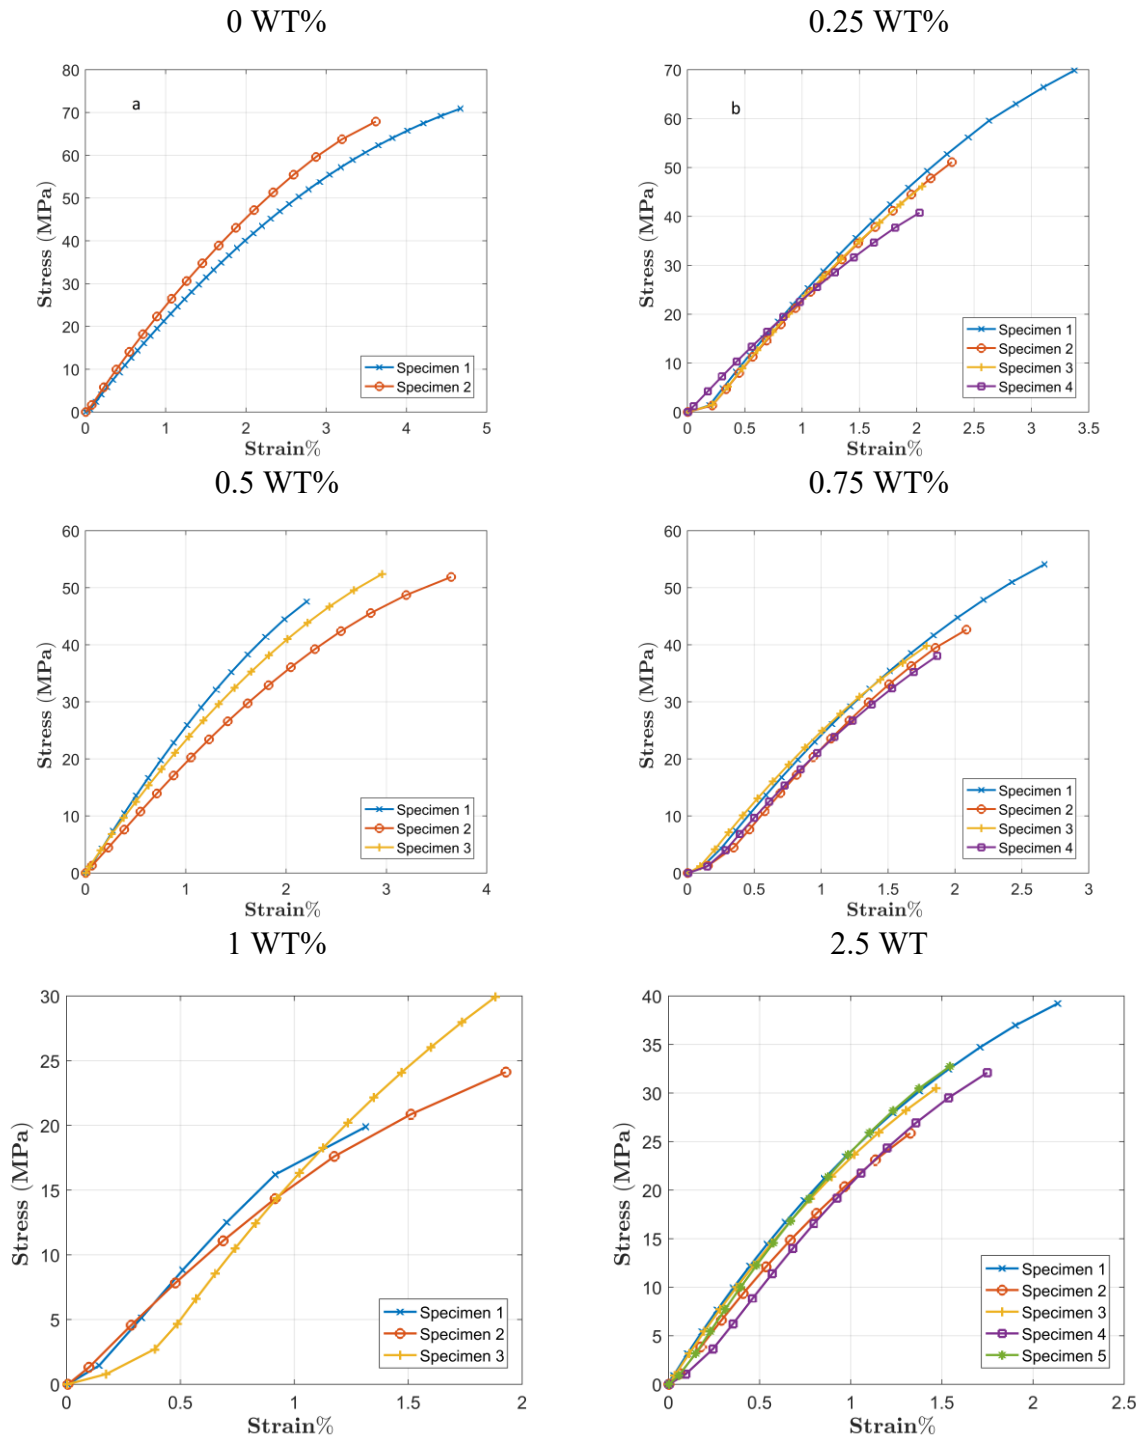 0 WT%
0.25 WT%
80
70
60
50
40
30
20
10
0
a
0
1
2
3
4
5
Stress (MPa)
Strain%
Specimen 1
Specimen 2
70
60
50
40
30
20
10
0
b
0
0.5
1
1.5
2
2.5
3
3.5
Stress (MPa)
Strain%
Specimen 1
Specimen 2
Specimen 3
Specimen 4
0.5 WT%
0.75 WT%
60
50
40
30
20
10
0
0
1
2
3
4
Stress (MPa)
Strain%
Specimen 1
Specimen 2
Specimen 3
60
50
40
30
20
10
0
0
0.5
1
1.5
2
2.5
3
Stress (MPa)
Strain%
Specimen 1
Specimen 2
Specimen 3
Specimen 4
1 WT%
2.5 WT
30
25
20
15
10
5
0
0
0.5
1
1.5
2
Stress (MPa)
Strain%
Specimen 1
Specimen 2
Specimen 3
40
35
30
25
20
15
10
5
0
0
0.5
1
1.5
2
2.5
Stress (MPa)
Strain%
Specimen 1
Specimen 2
Specimen 3
Specimen 4
Specimen 5